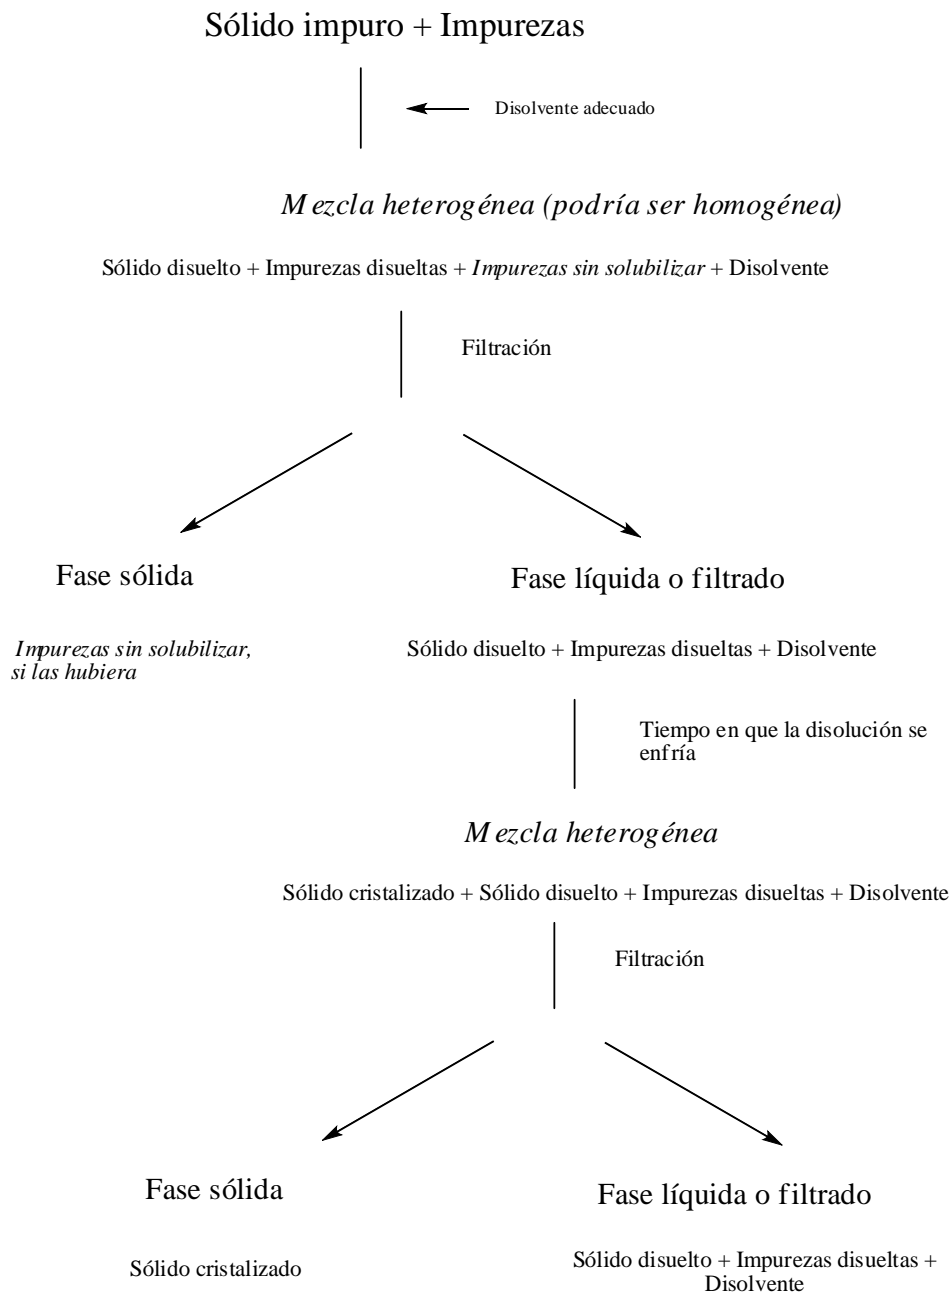 Sólido impuro + Impurezas
Disolvente adecuado
Mezcla heterogénea (podría ser homogénea)
Sólido disuelto + Impurezas disueltas + Impurezas sin solubilizar + Disolvente
Filtración
Fase sólida
Fase líquida o filtrado
Impurezas sin solubilizar,
si las hubiera
Sólido disuelto + Impurezas disueltas + Disolvente
Tiempo en que la disolución se
enfría
Mezcla heterogénea
Sólido cristalizado + Sólido disuelto + Impurezas disueltas + Disolvente
Filtración
Fase sólida
Fase líquida o filtrado
Sólido cristalizado
Sólido disuelto + Impurezas disueltas +
Disolvente